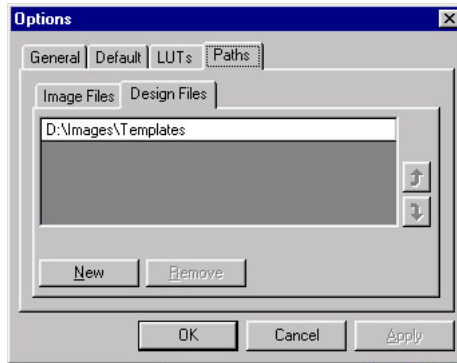 Options
General Default LUTs Paths
Image Files Design Files
D:\Images\Templates
New Remove
OK Cancel Apply